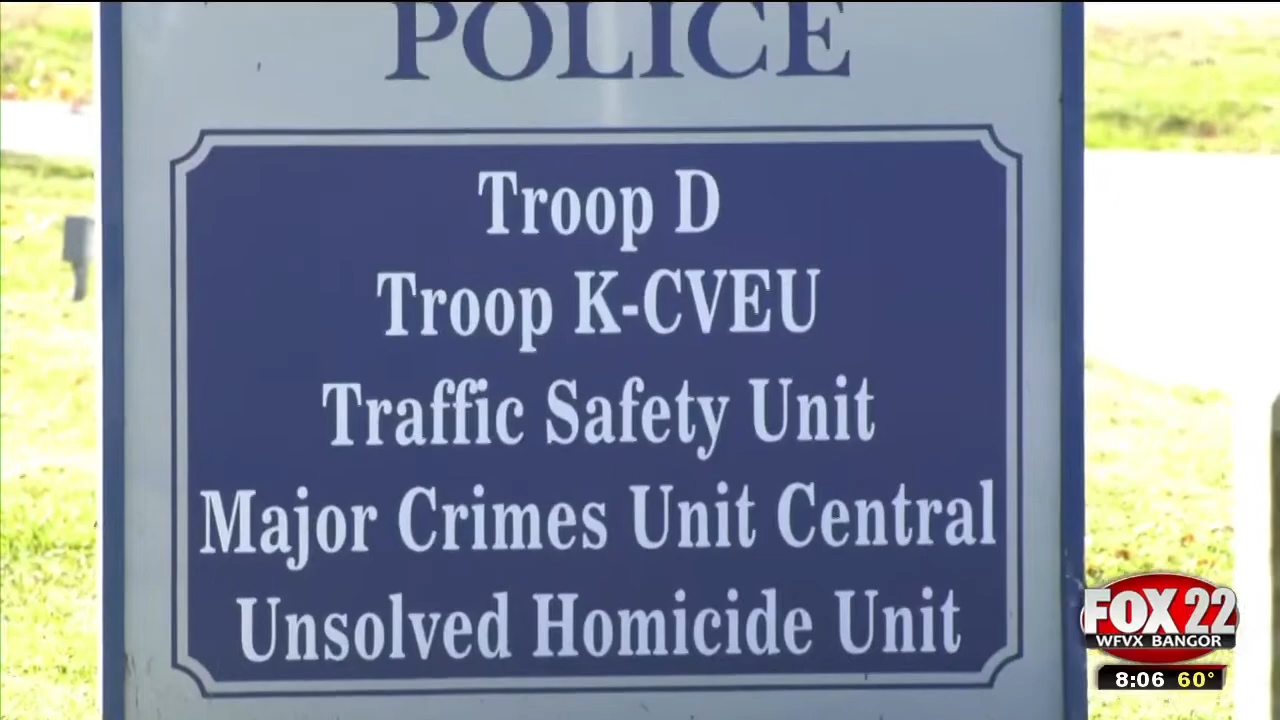 POLICE
Troop D
Troop K-CVEU
Traffic Safety Unit
Major Crimes Unit Central
Unsolved Homicide Unit
FOX 22
WFVX BANGOR
8:06 60°